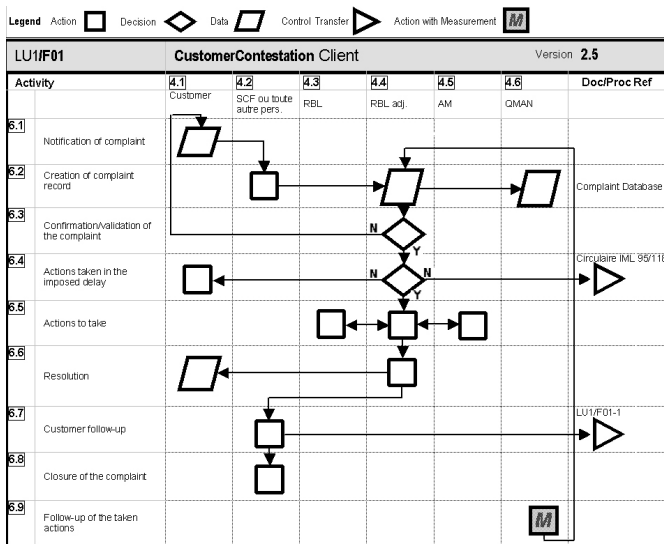 Legend Action Decision Data Control Transfer Action with Measurement M
LU1/F01 CustomerContestation Client Version 2.5
Activity 4.1 4.2 4.3 4.4 4.5 4.6 Doc/Proc Ref
Customer SCF ou toute RBL RBL adj. AM QMAN
autre pers.
6.1
Notification of complaint
6.2
Creation of complaint
record
Complaint Database
6.3
Confirmation/validation of
the complaint
N
Y
6.4
Circulaire IML 95/118
Actions taken in the
imposed delay
N N
Y
6.5
Actions to take
6.6
Resolution
6.7
LU1/F01-1
Customer follow-up
6.8
Closure of the complaint
6.9
Follow-up of the taken
actions
M